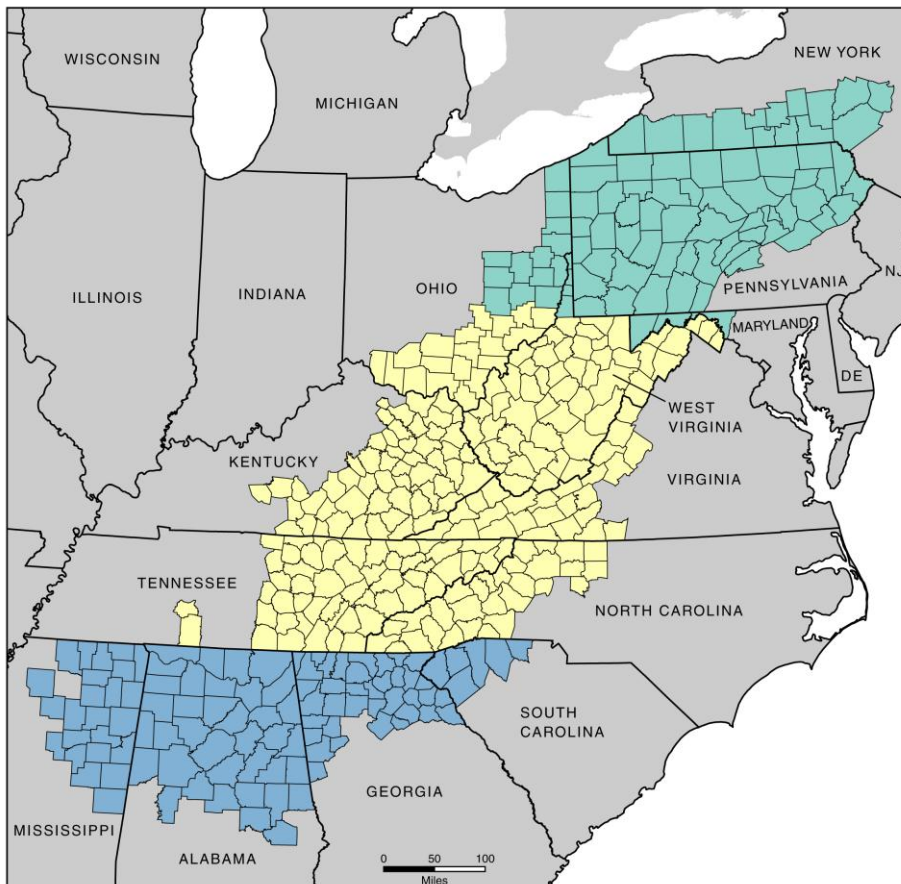 WISCONSIN
NEW YORK
MICHIGAN
PENNSYLVANIA
NJ
ILLINOIS
INDIANA
OHIO
MARYLAND
DE
WEST
VIRGINIA
KENTUCKY
VIRGINIA
TENNESSEE
NORTH CAROLINA
SOUTH
CAROLINA
GEORGIA
MISSISSIPPI
ALABAMA
0 50 100
Miles